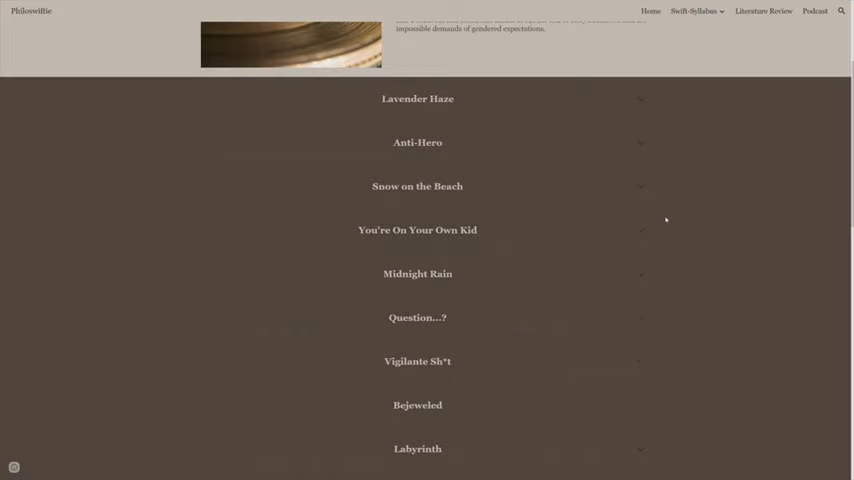 Philoswiftie
Home Swift-Syllabus Literature Review Podcast
impossible demands of gendered expectations.
Lavender Haze
Anti-Hero
Snow on the Beach
You're On Your Own Kid
Midnight Rain
Question...?
Vigilante Sh*t
Bejeweled
Labyrinth